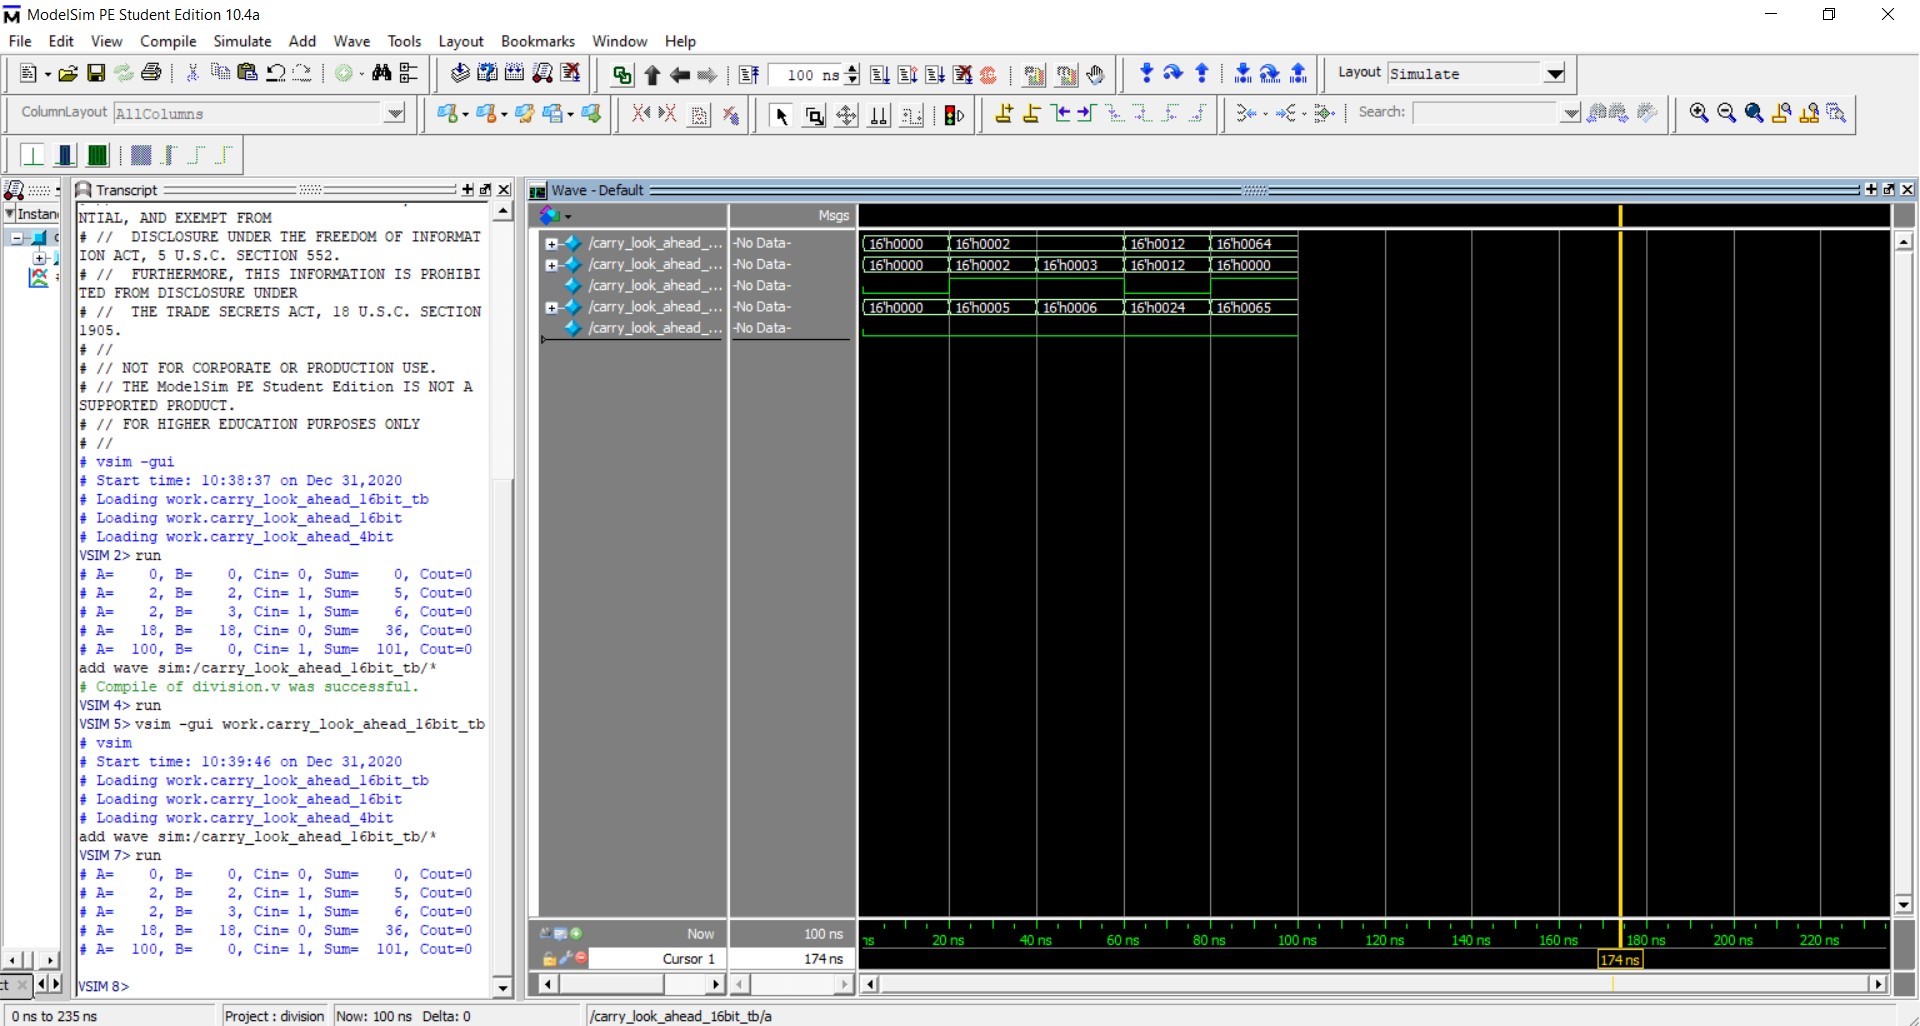 ModelSim PE Student Edition 10.4a
File Edit View Compile Simulate Add Wave Tools Layout Bookmarks Window Help
100 ns
Layout Simulate
ColumnLayout AllColumns
Search:
Instan
Transcript
NTIAL, AND EXEMPT FROM
# //  DISCLOSURE UNDER THE FREEDOM OF INFORMAT
ION ACT, 5 U.S.C. SECTION 552.
# //  FURTHERMORE, THIS INFORMATION IS PROHIBI
TED FROM DISCLOSURE UNDER
# //  THE TRADE SECRETS ACT, 18 U.S.C. SECTION
1905.
# //
# // NOT FOR CORPORATE OR PRODUCTION USE.
# // THE ModelSim PE Student Edition IS NOT A
SUPPORTED PRODUCT.
# // FOR HIGHER EDUCATION PURPOSES ONLY
# //
# vsim -gui
# Start time: 10:38:37 on Dec 31,2020
# Loading work.carry_look_ahead_16bit_tb
# Loading work.carry_look_ahead_16bit
# Loading work.carry_look_ahead_4bit
VSIM 2> run
# A=    0, B=    0, Cin= 0, Sum=    0, Cout=0
# A=    2, B=    2, Cin= 1, Sum=    5, Cout=0
# A=    2, B=    3, Cin= 1, Sum=    6, Cout=0
# A=   18, B=   18, Cin= 0, Sum=   36, Cout=0
# A=  100, B=    0, Cin= 1, Sum=  101, Cout=0
add wave sim:/carry_look_ahead_16bit_tb/*
# Compile of division.v was successful.
VSIM 4> run
VSIM 5> vsim -gui work.carry_look_ahead_16bit_tb
# vsim
# Start time: 10:39:46 on Dec 31,2020
# Loading work.carry_look_ahead_16bit_tb
# Loading work.carry_look_ahead_16bit
# Loading work.carry_look_ahead_4bit
add wave sim:/carry_look_ahead_16bit_tb/*
VSIM 7> run
# A=    0, B=    0, Cin= 0, Sum=    0, Cout=0
# A=    2, B=    2, Cin= 1, Sum=    5, Cout=0
# A=    2, B=    3, Cin= 1, Sum=    6, Cout=0
# A=   18, B=   18, Cin= 0, Sum=   36, Cout=0
# A=  100, B=    0, Cin= 1, Sum=  101, Cout=0
VSIM 8>
Wave - Default
Msgs
/carry_look_ahead_... -No Data- 16'h0000 16'h0002 16'h0012 16'h0064
/carry_look_ahead_... -No Data- 16'h0000 16'h0002 16'h0003 16'h0012 16'h0000
/carry_look_ahead_... -No Data-
/carry_look_ahead_... -No Data- 16'h0000 16'h0005 16'h0006 16'h0024 16'h0065
/carry_look_ahead_... -No Data-
Now 100 ns ns 20 ns 40 ns 60 ns 80 ns 100 ns 120 ns 140 ns 160 ns 180 ns 200 ns 220 ns
Cursor 1 174 ns 174 ns
ct
0 ns to 235 ns Project : division Now: 100 ns Delta: 0 /carry_look_ahead_16bit_tb/a